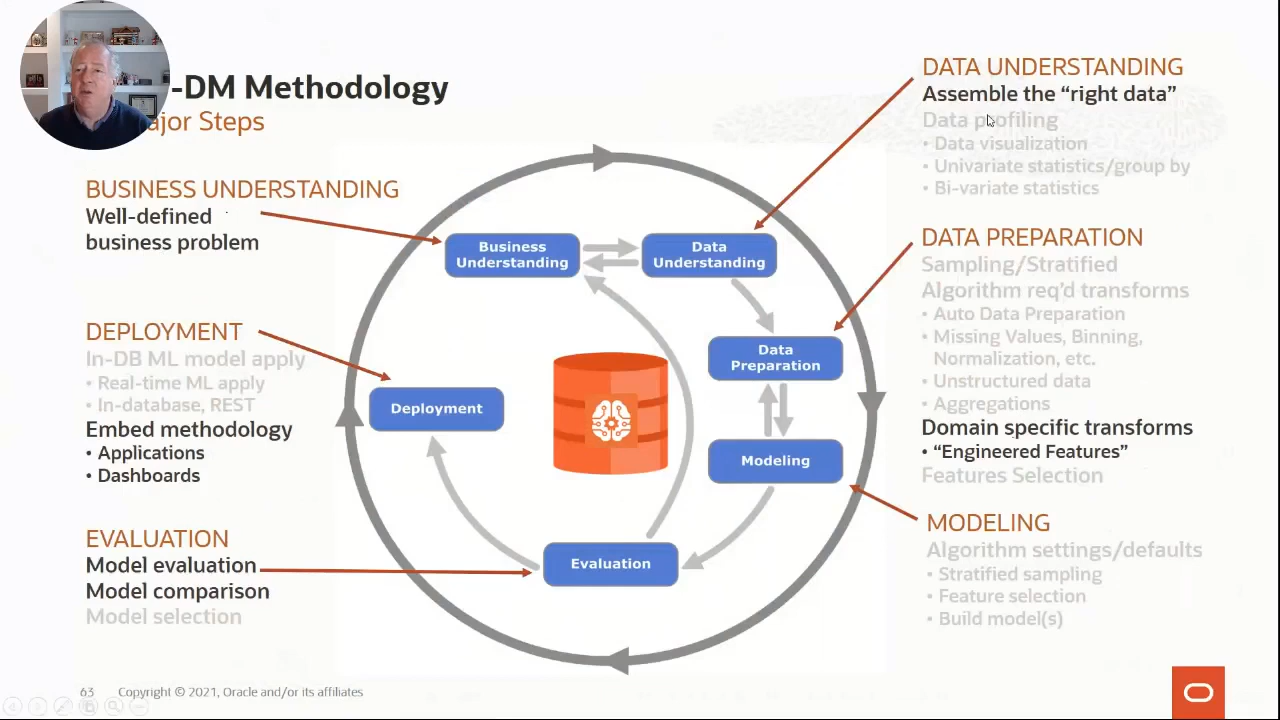 -DM Methodology
ajor Steps
BUSINESS UNDERSTANDING
Well-defined
business problem
DEPLOYMENT
In-DB ML model apply
• Real-time ML apply
• In-database, REST
Embed methodology
• Applications
• Dashboards
EVALUATION
Model evaluation
Model comparison
Model selection
Business
Understanding
Data
Understanding
Data
Preparation
Modeling
Evaluation
Deployment
DATA UNDERSTANDING
Assemble the “right data”
Data profiling
• Data visualization
• Univariate statistics/group by
• Bi-variate statistics
DATA PREPARATION
Sampling/Stratified
Algorithm req’d transforms
• Auto Data Preparation
• Missing Values, Binning,
Normalization, etc.
• Unstructured data
• Aggregations
Domain specific transforms
• “Engineered Features”
Features Selection
MODELING
Algorithm settings/defaults
• Stratified sampling
• Feature selection
• Build model(s)
63 Copyright © 2021, Oracle and/or its affiliates